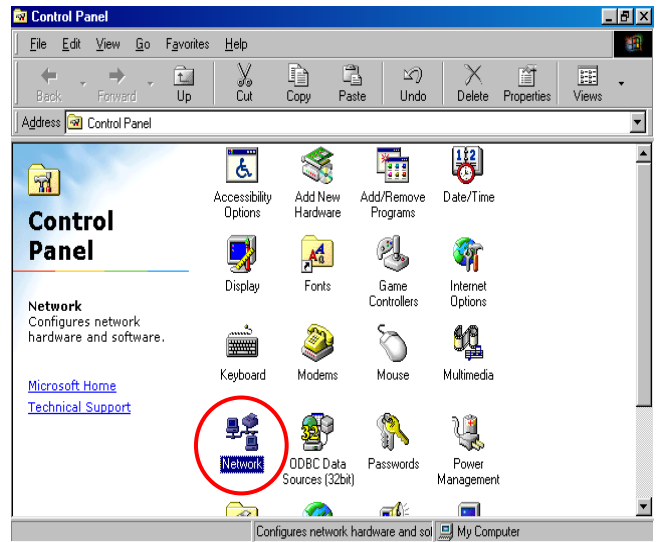 Control Panel
File Edit View Go Favorites Help
Back Forward Up Cut Copy Paste Undo Delete Properties Views
Address Control Panel
Control
Panel
Network
Configures network
hardware and software.
Microsoft Home
Technical Support
Accessibility
Options
Add New
Hardware
Add/Remove
Programs
Date/Time
Display
Fonts
Game
Controllers
Internet
Options
Keyboard
Modems
Mouse
Multimedia
Network
32
ODBC Data
Sources (32bit)
Passwords
Power
Management
Configures network hardware and sof
My Computer